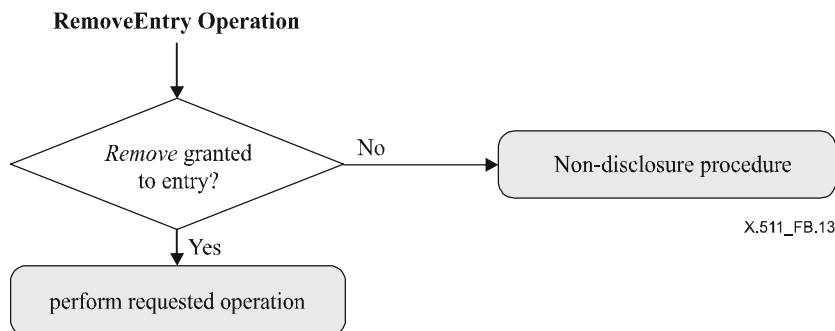 RemoveEntry Operation
Remove granted
to entry?
No
Non-disclosure procedure
X.511_FB.13
Yes
perform requested operation